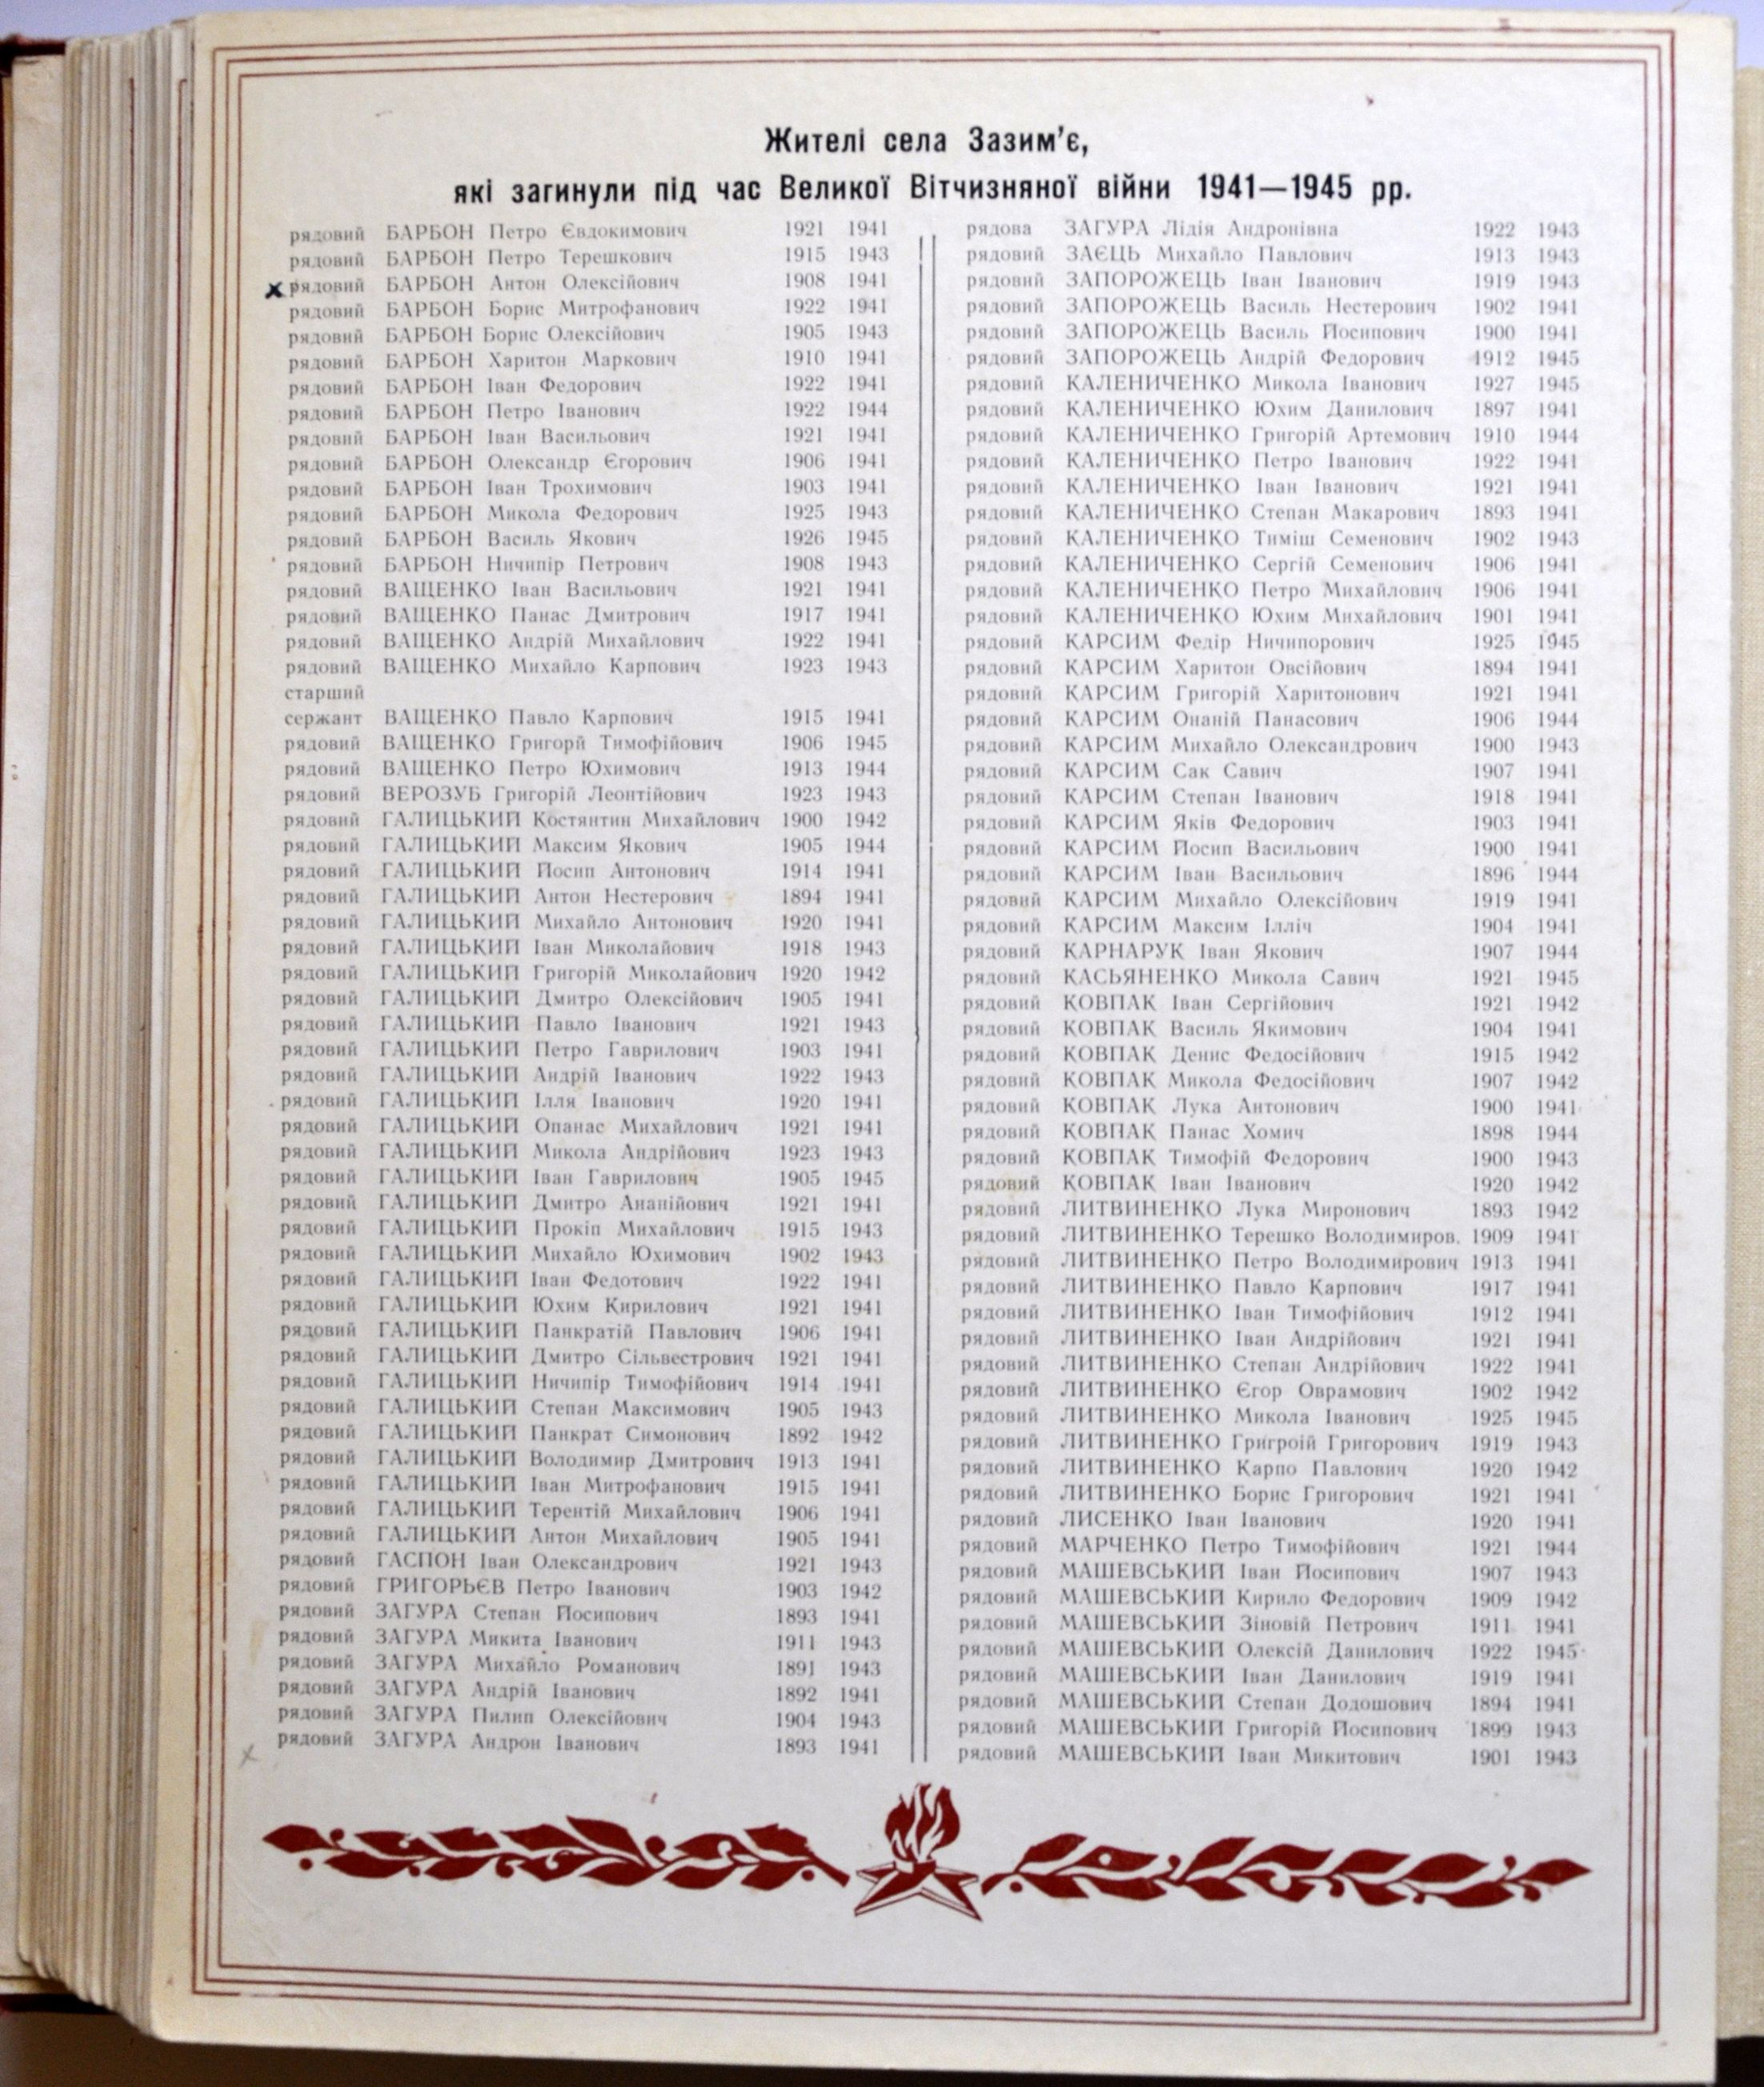 Жителі села Зазим'є,
які загинули під час Великої Вітчизняної війни 1941—1945 рр.
рядовий БАРБОН Петро Євдокимович 1921 1941
рядовий БАРБОН Петро Терешкович 1915 1943
рядовий БАРБОН Антон Олексійович 1908 1941
рядовий БАРБОН Борис Митрофанович 1922 1941
рядовий БАРБОН Борис Олексійович 1905 1943
рядовий БАРБОН Харитон Маркович 1910 1941
рядовий БАРБОН Іван Федорович 1922 1941
рядовий БАРБОН Петро Іванович 1922 1944
рядовий БАРБОН Іван Васильович 1921 1941
рядовий БАРБОН Олександр Єгорович 1906 1941
рядовий БАРБОН Іван Трохимович 1903 1941
рядовий БАРБОН Микола Федорович 1925 1943
рядовий БАРБОН Василь Якович 1926 1945
рядовий БАРБОН Ничипір Петрович 1908 1943
рядовий ВАЩЕНКО Іван Васильович 1921 1941
рядовий ВАЩЕНКО Панас Дмитрович 1917 1941
рядовий ВАЩЕНКО Андрій Михайлович 1922 1941
рядовий ВАЩЕНКО Михайло Карпович 1923 1943
старший
сержант ВАЩЕНКО Павло Карпович 1915 1941
рядовий ВАЩЕНКО Григорй Тимофійович 1906 1945
рядовий ВАЩЕНКО Петро Юхимович 1913 1944
рядовий ВЕРОЗУБ Григорій Леонтійович 1923 1943
рядовий ГАЛИЦЬКИЙ Костянтин Михайлович 1900 1942
рядовий ГАЛИЦЬКИЙ Максим Якович 1905 1944
рядовий ГАЛИЦЬКИЙ Йосип Антонович 1914 1941
рядовий ГАЛИЦЬКИЙ Антон Нестерович 1894 1941
рядовий ГАЛИЦЬКИЙ Михайло Антонович 1920 1941
рядовий ГАЛИЦЬКИЙ Іван Миколайович 1918 1943
рядовий ГАЛИЦЬКИЙ Григорій Миколайович 1920 1942
рядовий ГАЛИЦЬКИЙ Дмитро Олексійович 1905 1941
рядовий ГАЛИЦЬКИЙ Павло Іванович 1921 1943
рядовий ГАЛИЦЬКИЙ Петро Гаврилович 1903 1941
рядовий ГАЛИЦЬКИЙ Андрій Іванович 1922 1943
рядовий ГАЛИЦЬКИЙ Ілля Іванович 1920 1941
рядовий ГАЛИЦЬКИЙ Опанас Михайлович 1921 1941
рядовий ГАЛИЦЬКИЙ Микола Андрійович 1923 1943
рядовий ГАЛИЦЬКИЙ Іван Гаврилович 1905 1945
рядовий ГАЛИЦЬКИЙ Дмитро Ананійович 1921 1941
рядовий ГАЛИЦЬКИЙ Прокіп Михайлович 1915 1943
рядовий ГАЛИЦЬКИЙ Михайло Юхимович 1902 1943
рядовий ГАЛИЦЬКИЙ Іван Федотович 1922 1941
рядовий ГАЛИЦЬКИЙ Юхим Кирилович 1921 1941
рядовий ГАЛИЦЬКИЙ Панкратій Павлович 1906 1941
рядовий ГАЛИЦЬКИЙ Дмитро Сільвестрович 1921 1941
рядовий ГАЛИЦЬКИЙ Ничипір Тимофійович 1914 1941
рядовий ГАЛИЦЬКИЙ Степан Максимович 1905 1943
рядовий ГАЛИЦЬКИЙ Панкрат Симонович 1892 1942
рядовий ГАЛИЦЬКИЙ Володимир Дмитрович 1913 1941
рядовий ГАЛИЦЬКИЙ Іван Митрофанович 1915 1941
рядовий ГАЛИЦЬКИЙ Терентій Михайлович 1906 1941
рядовий ГАЛИЦЬКИЙ Антон Михайлович 1905 1941
рядовий ГАСПОН Іван Олександрович 1921 1943
рядовий ГРИГОРЬЄВ Петро Іванович 1903 1942
рядовий ЗАГУРА Степан Йосипович 1893 1941
рядовий ЗАГУРА Микита Іванович 1911 1943
рядовий ЗАГУРА Михайло Романович 1891 1943
рядовий ЗАГУРА Андрій Іванович 1892 1941
рядовий ЗАГУРА Пилип Олексійович 1904 1943
рядовий ЗАГУРА Андрон Іванович 1893 1941
рядова ЗАГУРА Лідія Андронівна 1922 1943
рядовий ЗАЄЦЬ Михайло Павлович 1913 1943
рядовий ЗАПОРОЖЕЦЬ Іван Іванович 1919 1943
рядовий ЗАПОРОЖЕЦЬ Василь Нестерович 1902 1941
рядовий ЗАПОРОЖЕЦЬ Василь Йосипович 1900 1941
рядовий ЗАПОРОЖЕЦЬ Андрій Федорович 1912 1945
рядовий КАЛЕНИЧЕНКО Микола Іванович 1927 1945
рядовий КАЛЕНИЧЕНКО Юхим Данилович 1897 1941
рядовий КАЛЕНИЧЕНКО Григорій Артемович 1910 1944
рядовий КАЛЕНИЧЕНКО Петро Іванович 1922 1941
рядовий КАЛЕНИЧЕНКО Іван Іванович 1921 1941
рядовий КАЛЕНИЧЕНКО Степан Макарович 1893 1941
рядовий КАЛЕНИЧЕНКО Тиміш Семенович 1902 1943
рядовий КАЛЕНИЧЕНКО Сергій Семенович 1906 1941
рядовий КАЛЕНИЧЕНКО Петро Михайлович 1906 1941
рядовий КАЛЕНИЧЕНКО Юхим Михайлович 1901 1941
рядовий КАРСИМ Федір Ничипорович 1925 1945
рядовий КАРСИМ Харитон Овсійович 1894 1941
рядовий КАРСИМ Григорій Харитонович 1921 1941
рядовий КАРСИМ Онаній Панасович 1906 1944
рядовий КАРСИМ Михайло Олександрович 1900 1943
рядовий КАРСИМ Сак Савич 1907 1941
рядовий КАРСИМ Степан Іванович 1918 1941
рядовий КАРСИМ Яків Федорович 1903 1941
рядовий КАРСИМ Йосип Васильович 1900 1941
рядовий КАРСИМ Іван Васильович 1896 1944
рядовий КАРСИМ Михайло Олексійович 1919 1941
рядовий КАРСИМ Максим Ілліч 1904 1941
рядовий КАРНАРУК Іван Якович 1907 1944
рядовий КАСЬЯНЕНКО Микола Савич 1921 1945
рядовий КОВПАК Іван Сергійович 1921 1942
рядовий КОВПАК Василь Якимович 1904 1941
рядовий КОВПАК Денис Федосійович 1915 1942
рядовий КОВПАК Микола Федосійович 1907 1942
рядовий КОВПАК Лука Антонович 1900 1941
рядовий КОВПАК Панас Хомич 1898 1944
рядовий КОВПАК Тимофій Федорович 1900 1943
рядовий КОВПАК Іван Іванович 1920 1942
рядовий ЛИТВИНЕНКО Лука Миронович 1893 1942
рядовий ЛИТВИНЕНКО Терешко Володимиров. 1909 1941
рядовий ЛИТВИНЕНКО Петро Володимирович 1913 1941
рядовий ЛИТВИНЕНКО Павло Карпович 1917 1941
рядовий ЛИТВИНЕНКО Іван Тимофійович 1912 1941
рядовий ЛИТВИНЕНКО Іван Андрійович 1921 1941
рядовий ЛИТВИНЕНКО Степан Андрійович 1922 1941
рядовий ЛИТВИНЕНКО Єгор Оврамович 1902 1942
рядовий ЛИТВИНЕНКО Микола Іванович 1925 1945
рядовий ЛИТВИНЕНКО Григроій Григорович 1919 1943
рядовий ЛИТВИНЕНКО Карпо Павлович 1920 1942
рядовий ЛИТВИНЕНКО Борис Григорович 1921 1941
рядовий ЛИСЕНКО Іван Іванович 1920 1941
рядовий МАРЧЕНКО Петро Тимофійович 1921 1944
рядовий МАШЕВСЬКИЙ Іван Йосипович 1907 1943
рядовий МАШЕВСЬКИЙ Кирило Федорович 1909 1942
рядовий МАШЕВСЬКИЙ Зіновій Петрович 1911 1941
рядовий МАШЕВСЬКИЙ Олексій Данилович 1922 1945
рядовий МАШЕВСЬКИЙ Іван Данилович 1919 1941
рядовий МАШЕВСЬКИЙ Степан Додошович 1894 1941
рядовий МАШЕВСЬКИЙ Григорій Йосипович 1899 1943
рядовий МАШЕВСЬКИЙ Іван Микитович 1901 1943